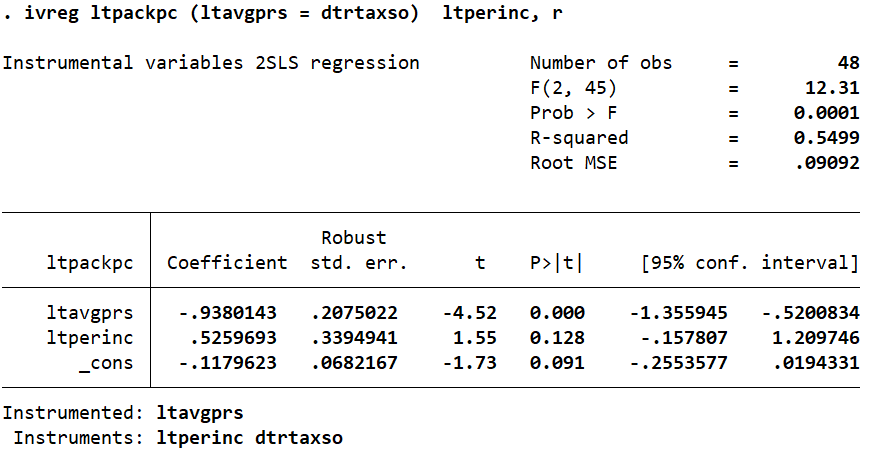 . ivreg ltpackpc (ltavgprs = dtrtaxso)  ltperinc, r
Instrumental variables 2SLS regression Number of obs = 48
F(2, 45) = 12.31
Prob > F = 0.0001
R-squared = 0.5499
Root MSE = .09092
Robust
ltpackpc Coefficient std. err. t P>|t| [95% conf. interval]
ltavgprs -.9380143 .2075022 -4.52 0.000 -1.355945 -.5200834
ltperinc .5259693 .3394941 1.55 0.128 -.157807 1.209746
_cons -.1179623 .0682167 -1.73 0.091 -.2553577 .0194331
Instrumented: ltavgprs
Instruments: ltperinc dtrtaxso